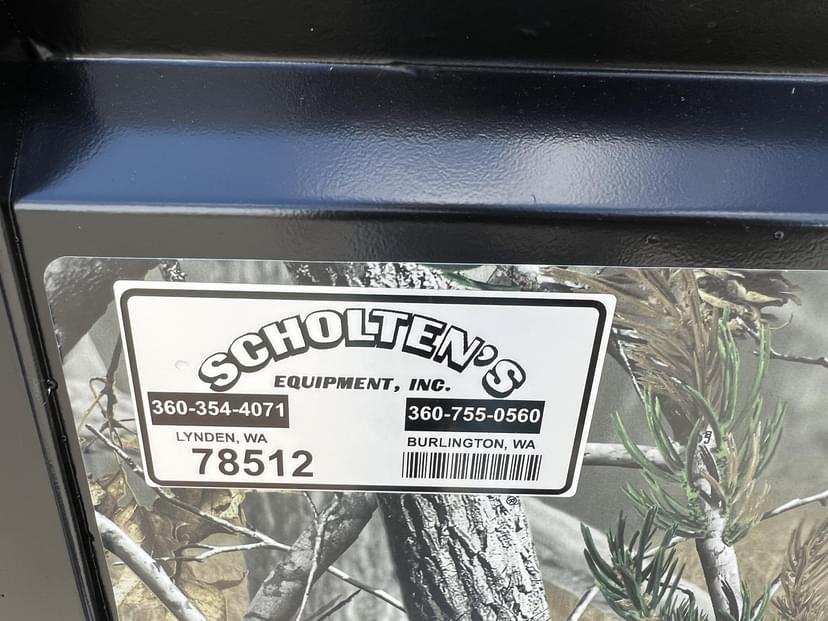 SCHOLTEN'S
EQUIPMENT, INC.
360-354-4071
LYNDEN, WA
78512
360-755-0560
BURLINGTON, WA
®